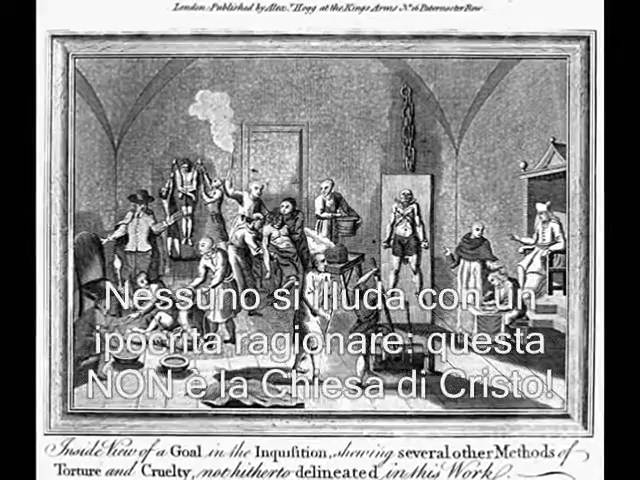 London: Published by Alexr. Hogg at the Kings Arms No. 16 Paternoster Row.
Nessuno si illuda con un
ipocrita ragionare: questa
NON è la Chiesa di Cristo!
Inside View of a Goal in the Inquisition, shewing several other Methods of
Torture and Cruelty, not hitherto delineated in this Work.